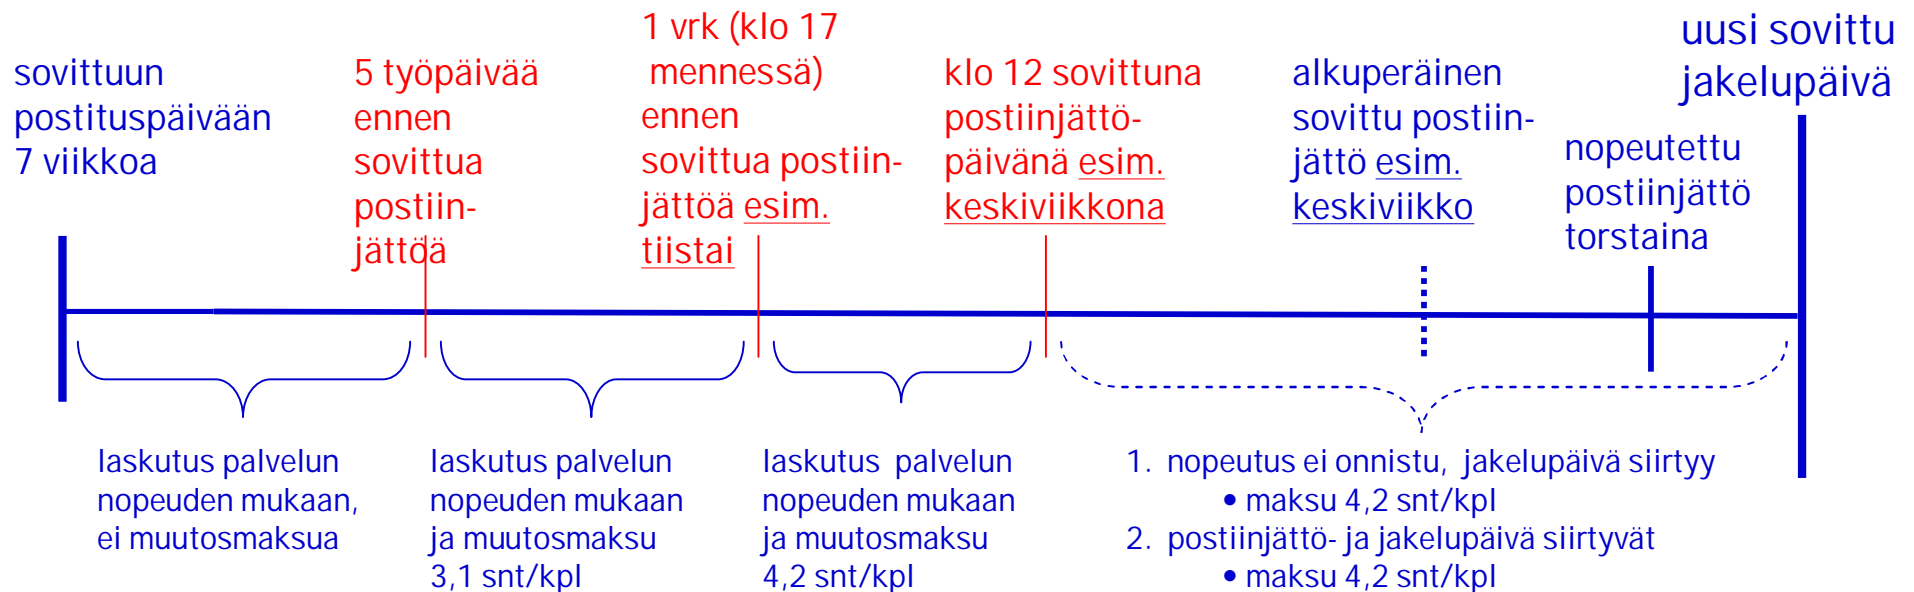 sovittuun
postituspäivään
7 viikkoa
5 työpäivää
ennen
sovittua
postiin-
jättöä
1 vrk (klo 17
mennessä)
ennen
sovittua postiin-
jättöä esim.
tiistai
klo 12 sovittuna
postiinjättö-
päivänä esim.
keskiviikkona
alkuperäinen
sovittu postiin-
jättö esim.
keskiviikko
nopeutettu
postiinjättö
torstaina
uusi sovittu
jakelupäivä
laskutus palvelun
nopeuden mukaan,
ei muutosmaksua
laskutus palvelun
nopeuden mukaan
ja muutosmaksu
3,1 snt/kpl
laskutus palvelun
nopeuden mukaan
ja muutosmaksu
4,2 snt/kpl
1. nopeutus ei onnistu, jakelupäivä siirtyy
• maksu 4,2 snt/kpl
2. postiinjättö- ja jakelupäivä siirtyvät
• maksu 4,2 snt/kpl